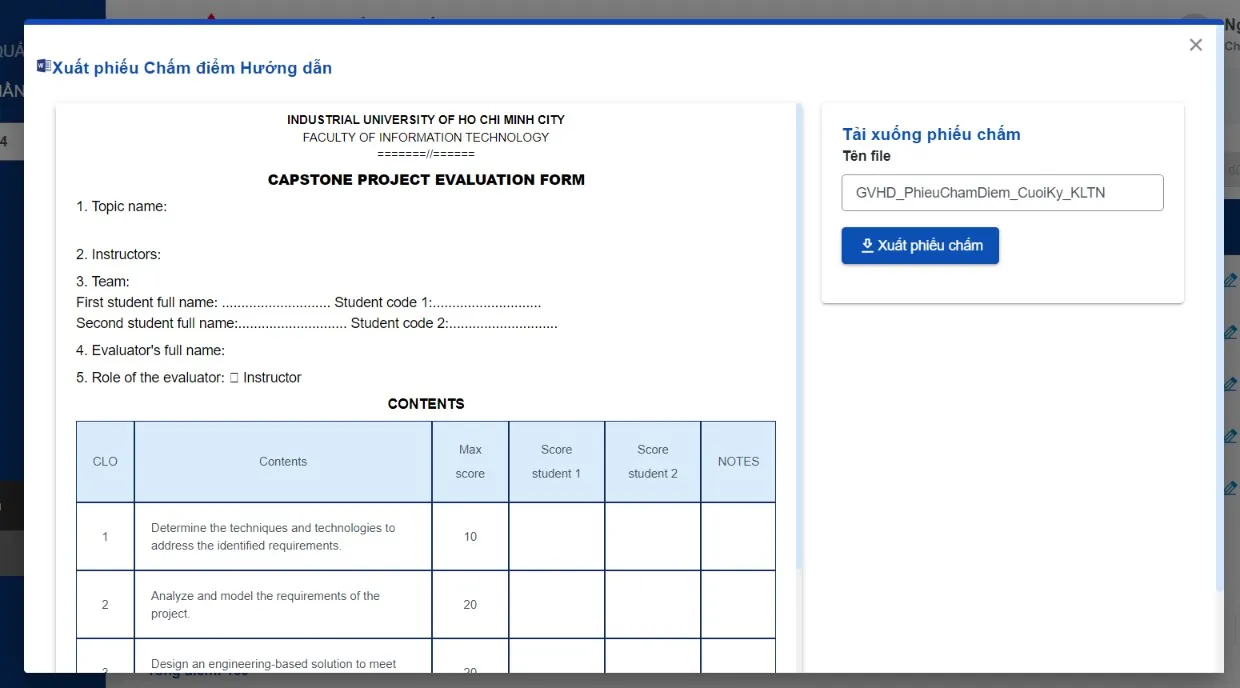 Xuất phiếu Chấm điểm Hướng dẫn
INDUSTRIAL UNIVERSITY OF HO CHI MINH CITY
FACULTY OF INFORMATION TECHNOLOGY
=======//======
CAPSTONE PROJECT EVALUATION FORM
1. Topic name:
2. Instructors:
3. Team:
First student full name: ............................ Student code 1:............................
Second student full name:............................ Student code 2:............................
4. Evaluator's full name:
5. Role of the evaluator: □ Instructor
CONTENTS
CLO Contents Max score Score student 1 Score student 2 NOTES
1 Determine the techniques and technologies to address the identified requirements. 10
2 Analyze and model the requirements of the project. 20
3 Design an engineering-based solution to meet 20
Tải xuống phiếu chấm
Tên file
GVHD_PhieuChamDiem_CuoiKy_KLTN
Xuất phiếu chấm